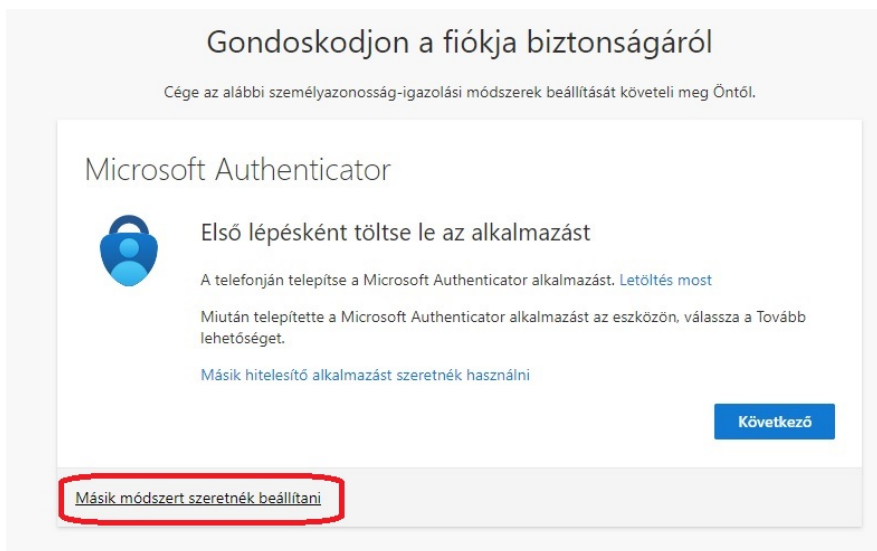 Gondoskodjon a fiókja biztonságáról
Cége az alábbi személyazonosság-igazolási módszerek beállítását követeli meg Öntől.
Microsoft Authenticator
Első lépésként töltse le az alkalmazást
A telefonján telepítse a Microsoft Authenticator alkalmazást. Letöltés most
Miután telepítette a Microsoft Authenticator alkalmazást az eszközön, válassza a Tovább
lehetőséget.
Másik hitelesítő alkalmazást szeretnék használni
Következő
Másik módszert szeretnék beállítani